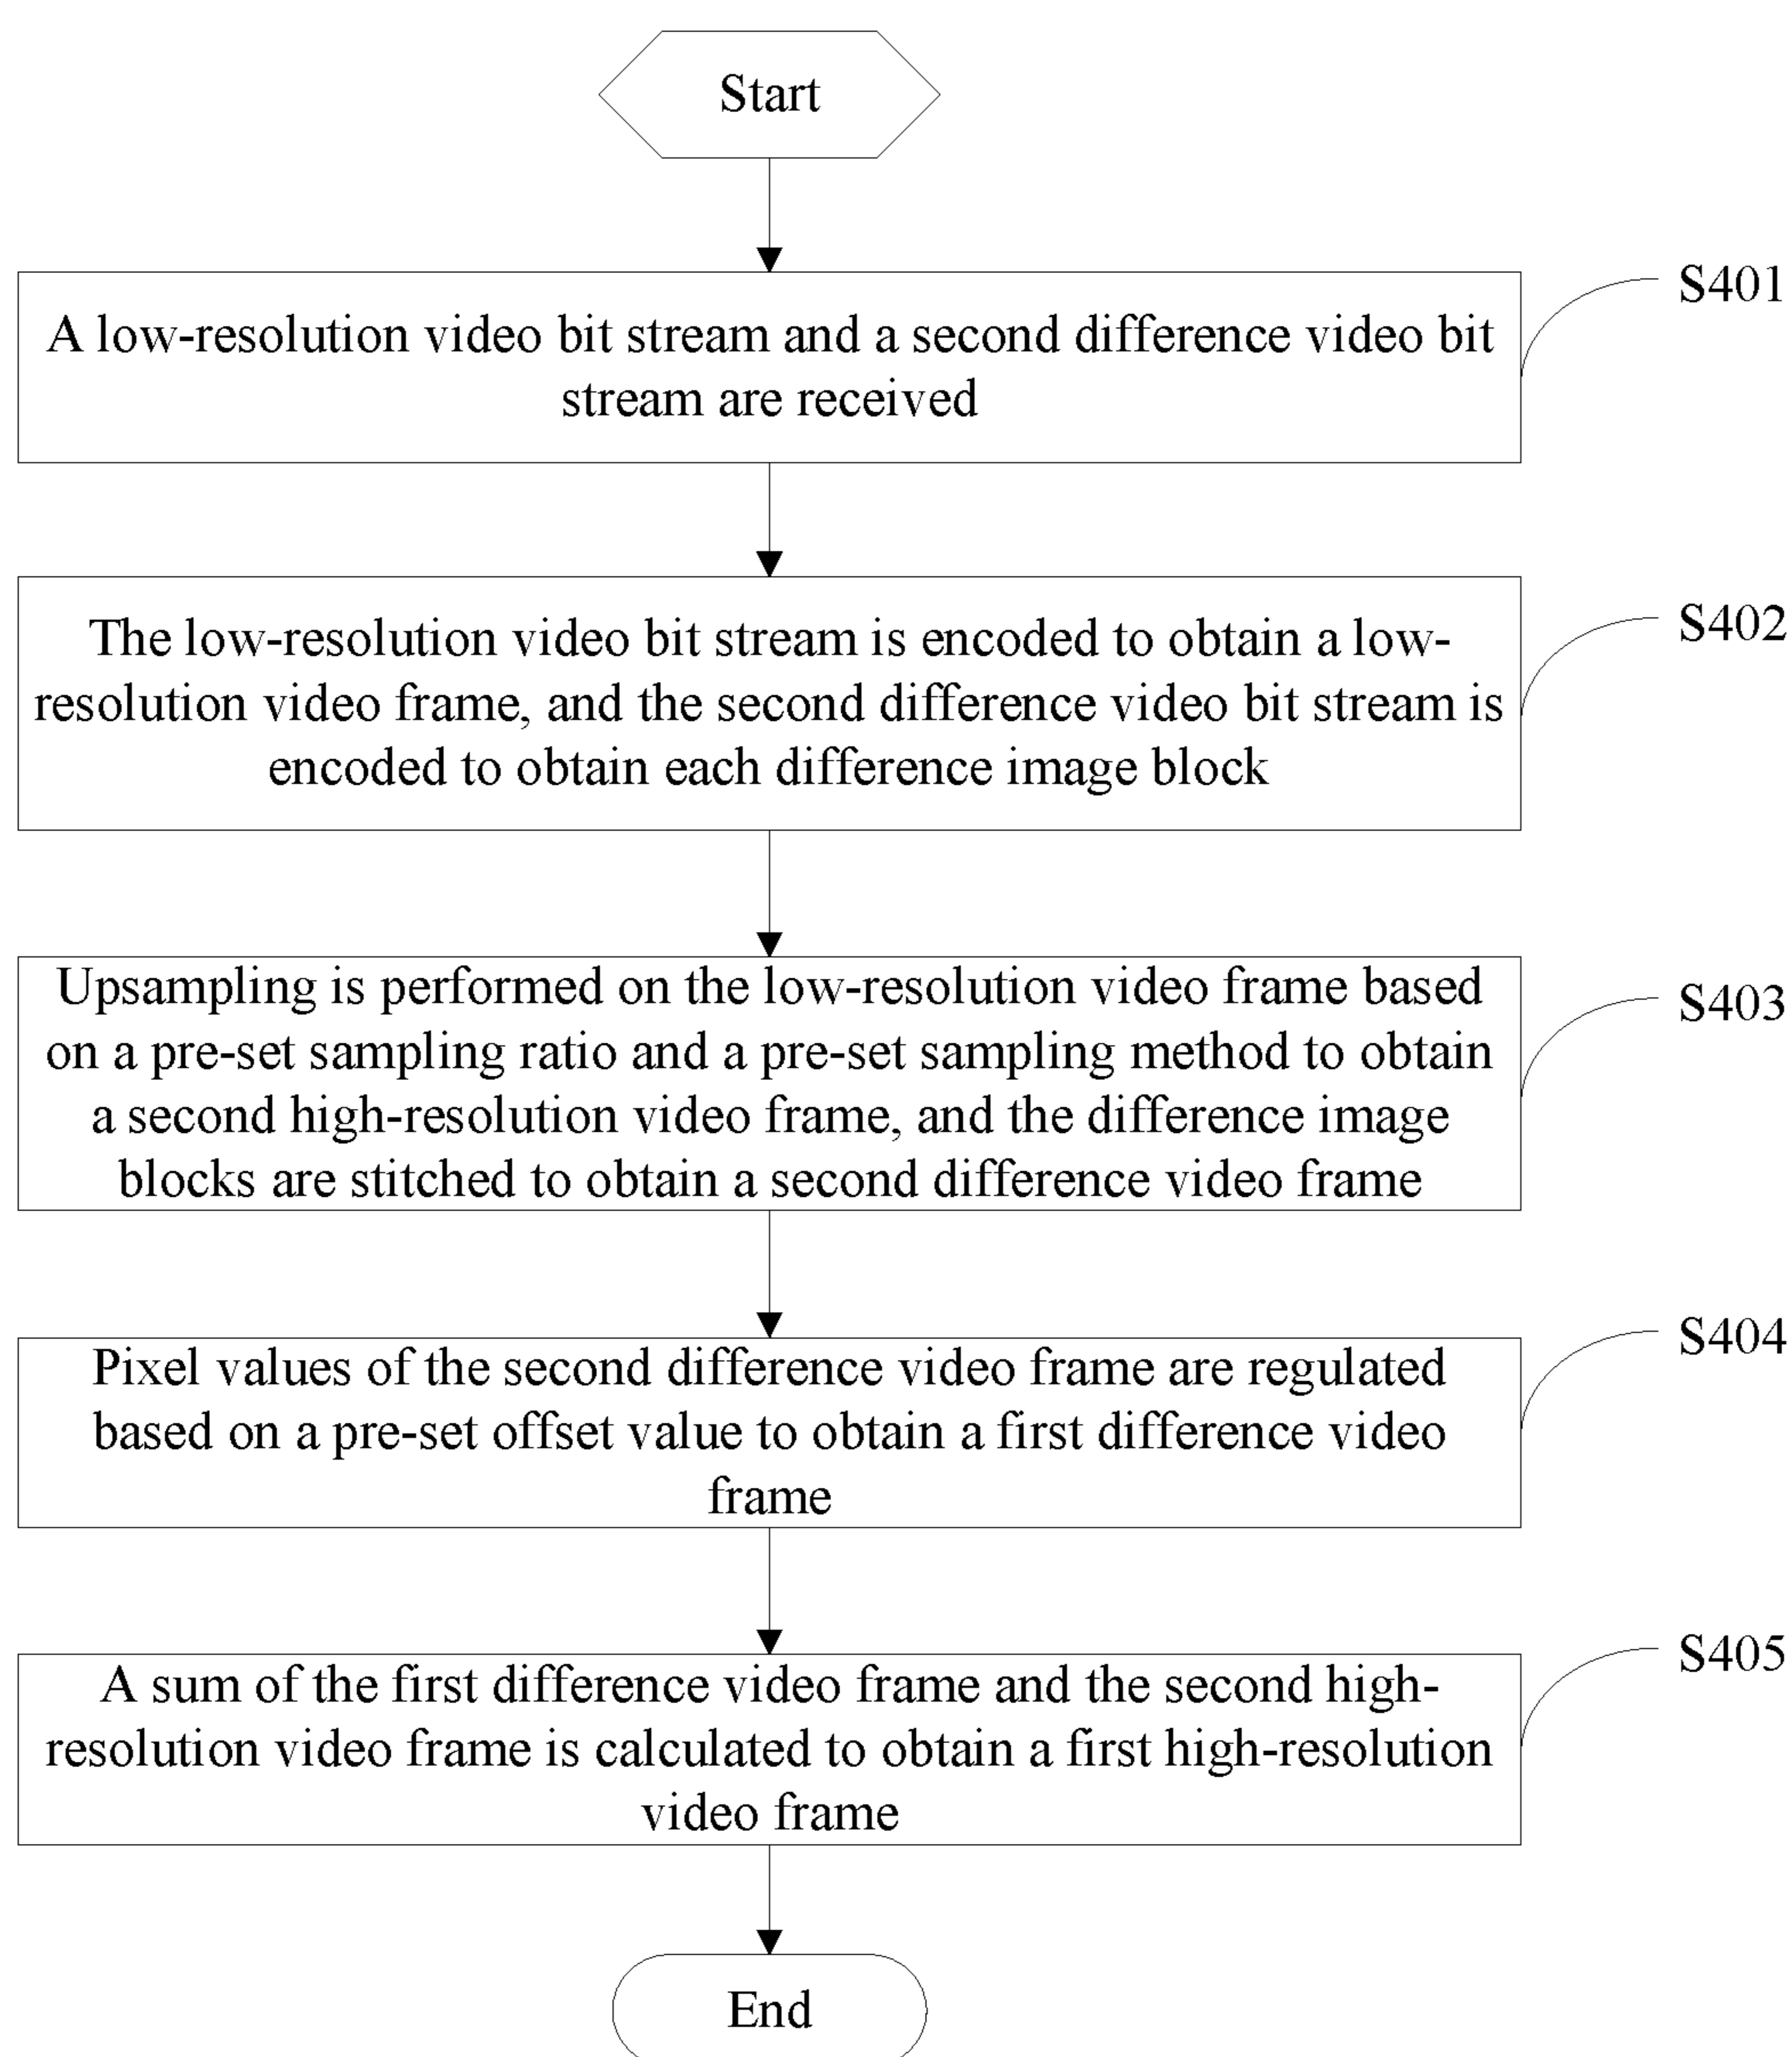 Start
A low-resolution video bit stream and a second difference video bit
stream are received
S401
The low-resolution video bit stream is encoded to obtain a low-
resolution video frame, and the second difference video bit stream is
encoded to obtain each difference image block
S402
Upsampling is performed on the low-resolution video frame based
on a pre-set sampling ratio and a pre-set sampling method to obtain
a second high-resolution video frame, and the difference image
blocks are stitched to obtain a second difference video frame
S403
Pixel values of the second difference video frame are regulated
based on a pre-set offset value to obtain a first difference video
frame
S404
A sum of the first difference video frame and the second high-
resolution video frame is calculated to obtain a first high-resolution
video frame
S405
End